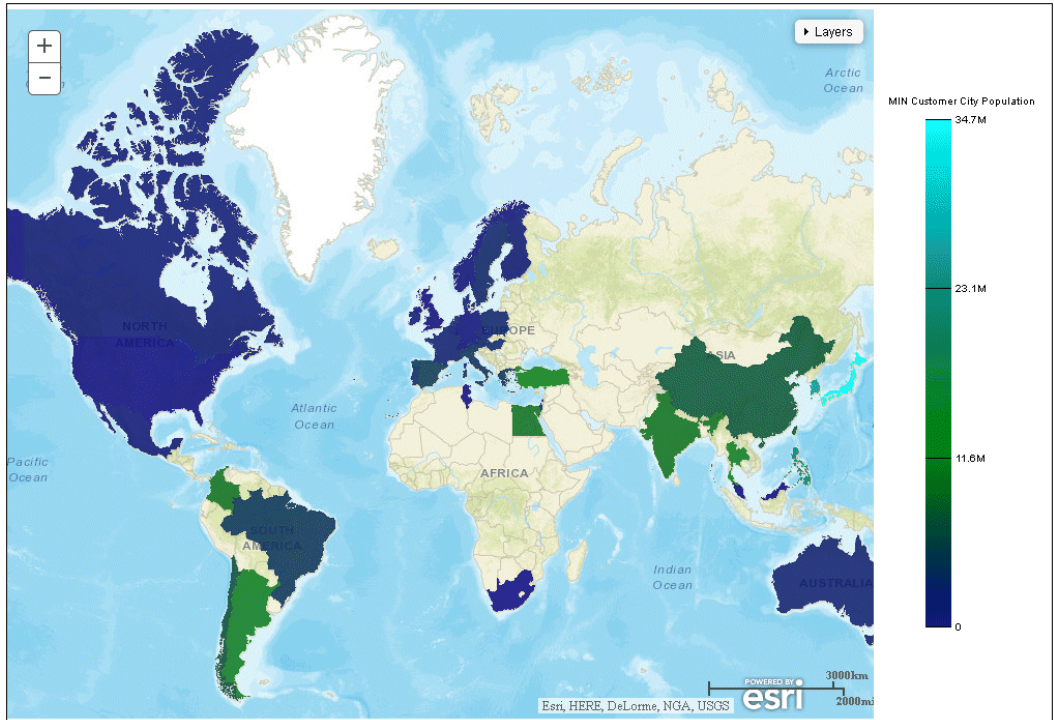 +
−
Layers
Arctic
Ocean
MIN Customer City Population
34.7M
23.1M
11.6M
0
NORTH
AMERICA
EUROPE
ASIA
Atlantic
Ocean
Pacific
Ocean
AFRICA
SOUTH
AMERICA
Indian
Ocean
AUSTRALIA
3000km
2000mi
POWERED BY
esri
Esri, HERE, DeLorme, NGA, USGS